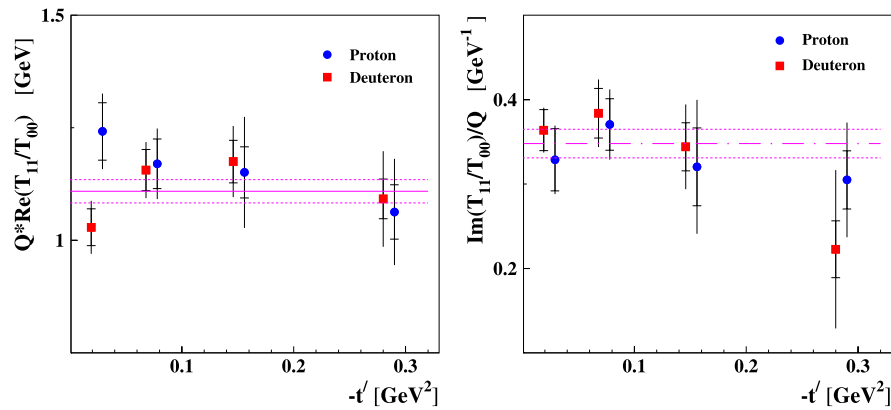 Q*Re(T₁₁/T₀₀) [GeV]
1.5
1
Proton
Deuteron
0.1
0.2
0.3
-t′ [GeV²]
Im(T₁₁/T₀₀)/Q [GeV⁻¹]
0.4
0.2
Proton
Deuteron
0.1
0.2
0.3
-t′ [GeV²]